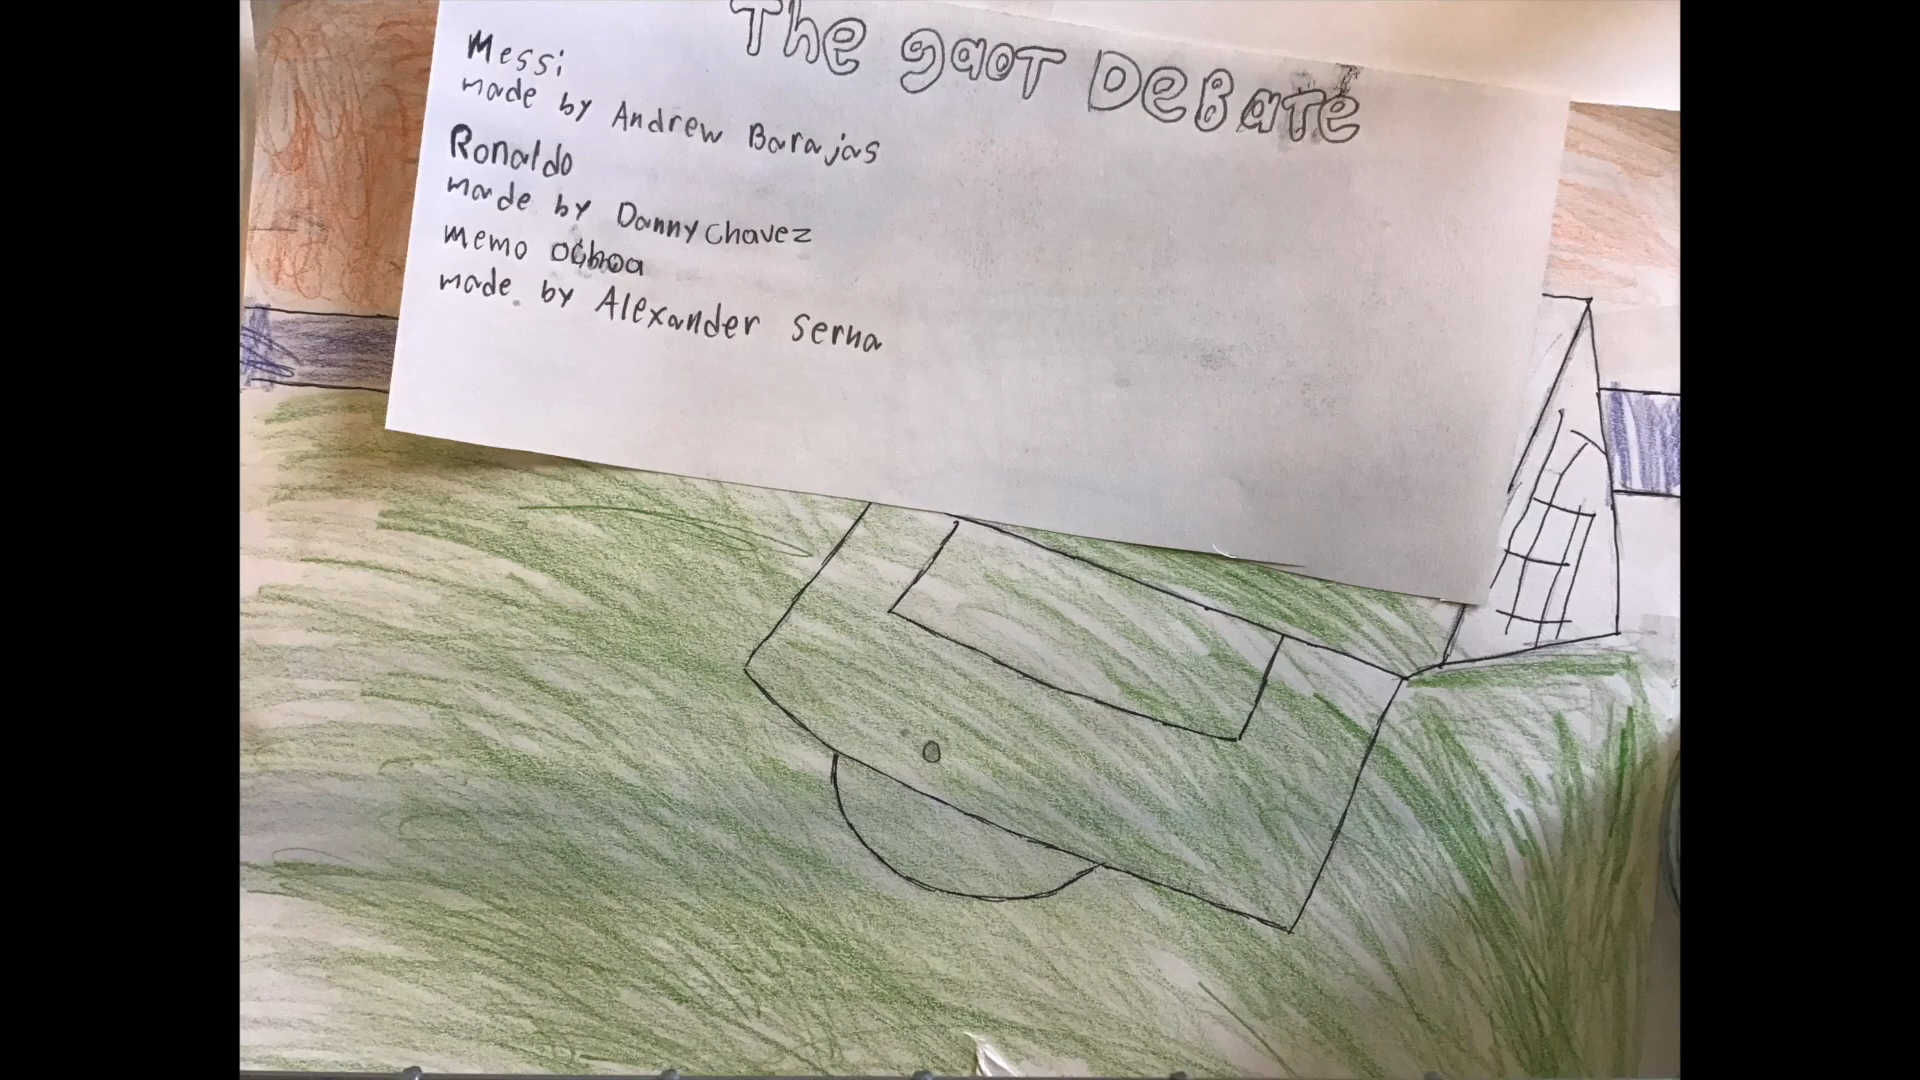 The gaot Debate
Messi
made by Andrew Barajas
Ronaldo
made by Danny Chavez
memo ochoa
made by Alexander Serna